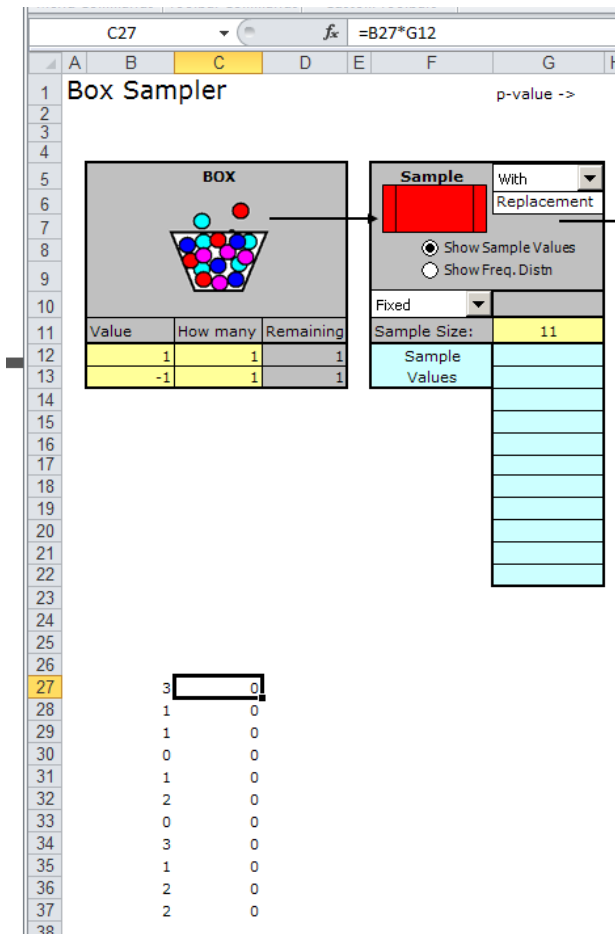 C27 fx =B27*G12
A B C D E F G
1 Box Sampler p-value ->
2
3
4
5 BOX Sample With
6 Replacement
7
8 Show Sample Values
9 Show Freq. Distn
10 Fixed
11 Value How many Remaining Sample Size: 11
12 1 1 1 Sample
13 -1 1 1 Values
14
15
16
17
18
19
20
21
22
23
24
25
26
27 3 0
28 1 0
29 1 0
30 0 0
31 1 0
32 2 0
33 0 0
34 3 0
35 1 0
36 2 0
37 2 0
38